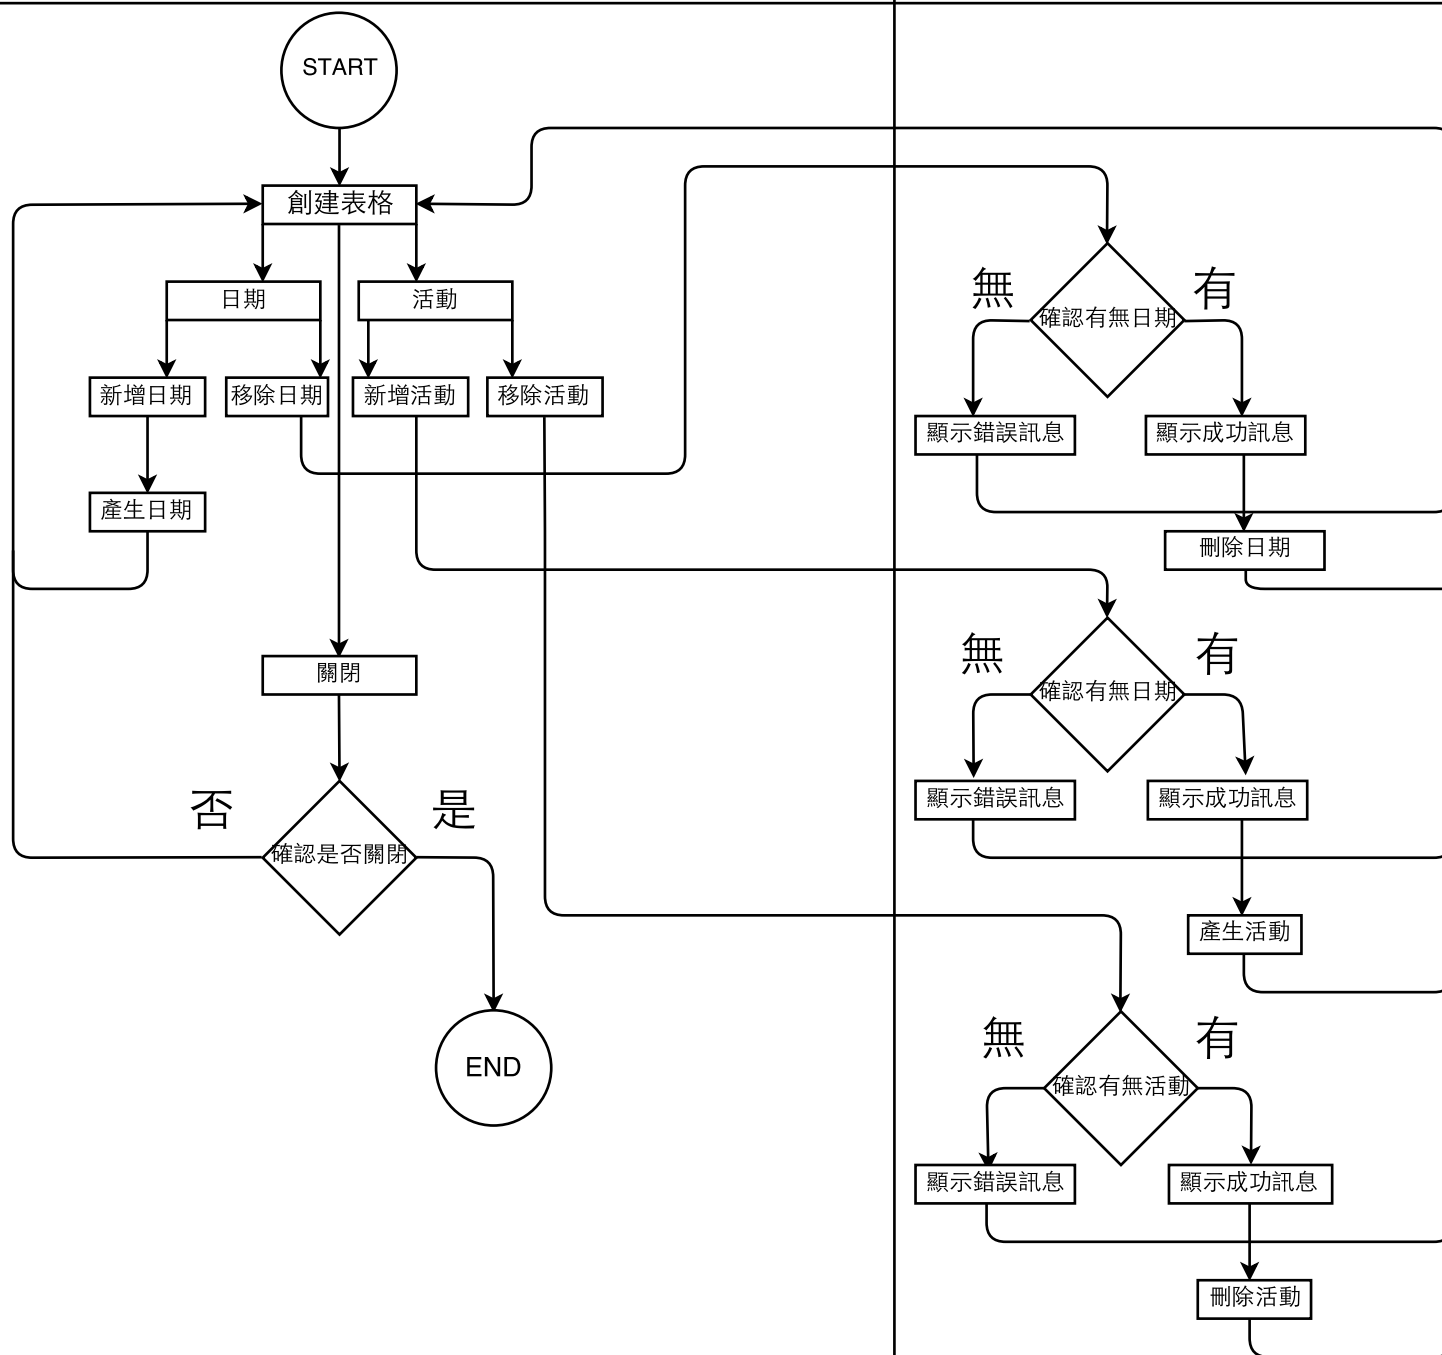 START
創建表格
日期
活動
新增日期
移除日期
新增活動
移除活動
產生日期
關閉
否
是
確認是否關閉
END
無
有
確認有無日期
顯示錯誤訊息
顯示成功訊息
刪除日期
無
有
確認有無日期
顯示錯誤訊息
顯示成功訊息
產生活動
無
有
確認有無活動
顯示錯誤訊息
顯示成功訊息
刪除活動